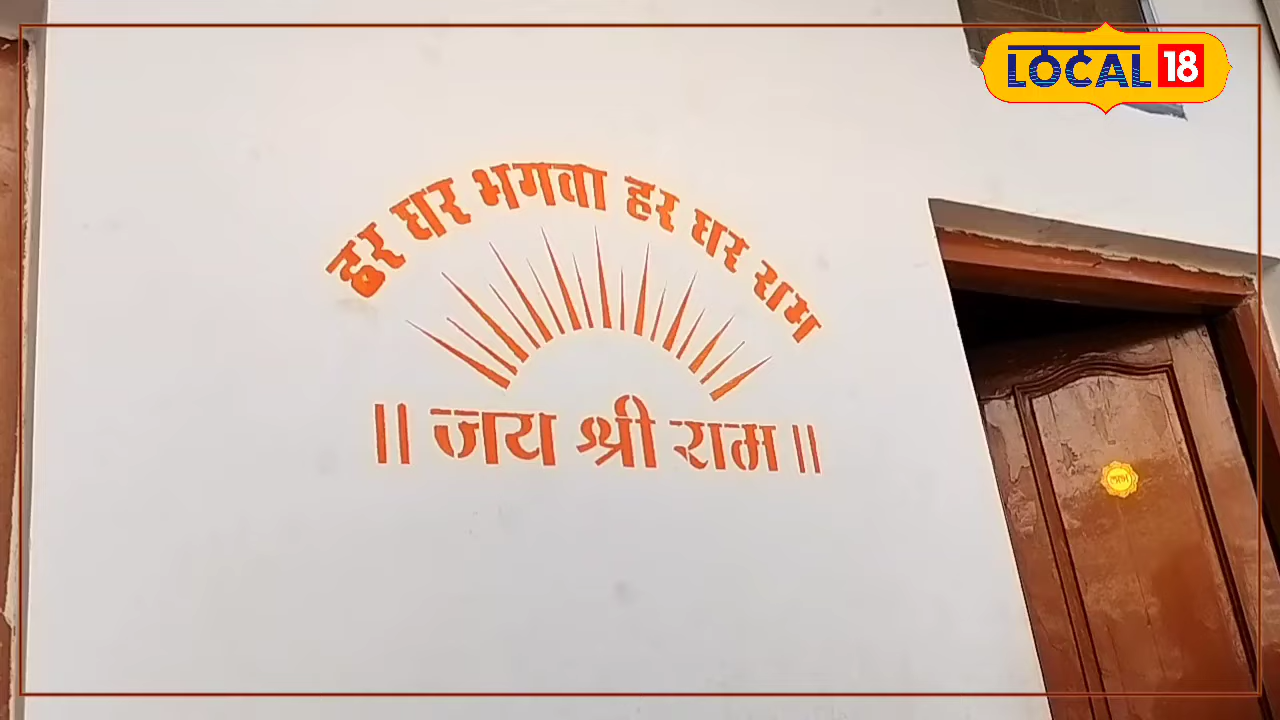 LOCAL 18
हर घर भगवा हर घर राम
|| जय श्री राम ||